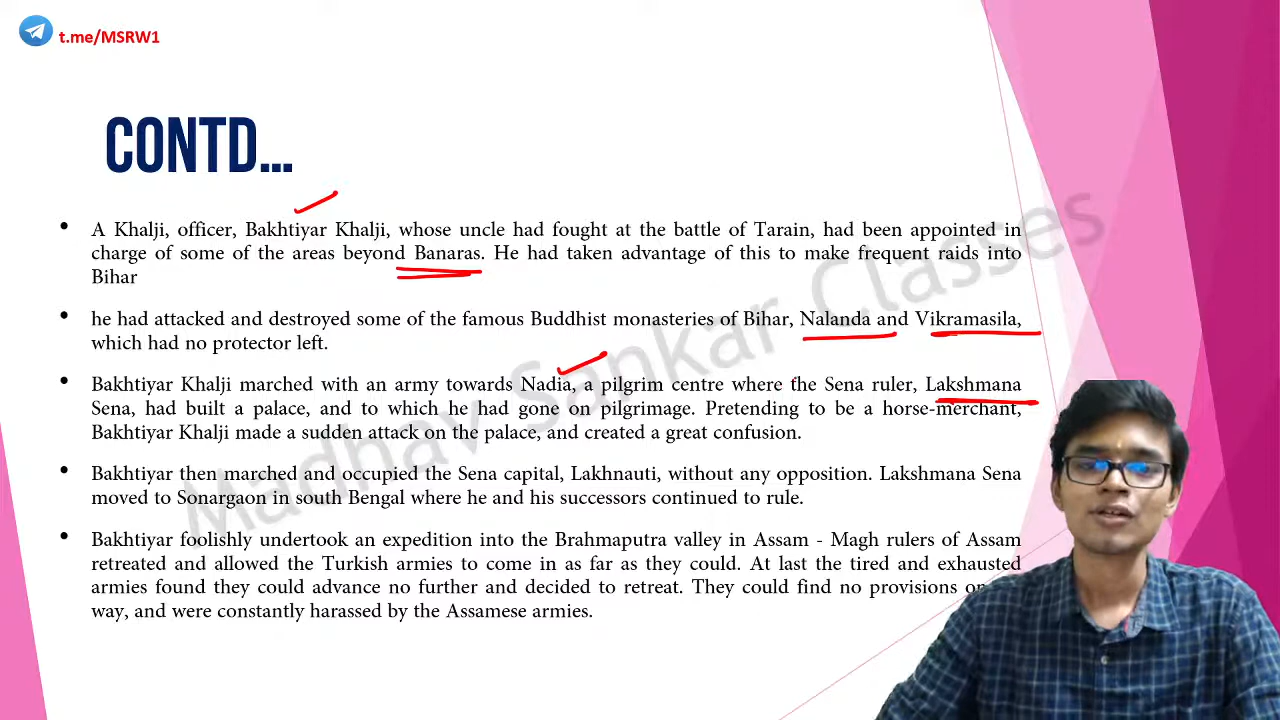 t.me/MSRW1
CONTD...
• A Khalji, officer, Bakhtiyar Khalji, whose uncle had fought at the battle of Tarain, had been appointed in
charge of some of the areas beyond Banaras. He had taken advantage of this to make frequent raids into
Bihar
• he had attacked and destroyed some of the famous Buddhist monasteries of Bihar, Nalanda and Vikramasila,
which had no protector left.
• Bakhtiyar Khalji marched with an army towards Nadia, a pilgrim centre where the Sena ruler, Lakshmana
Sena, had built a palace, and to which he had gone on pilgrimage. Pretending to be a horse-merchant,
Bakhtiyar Khalji made a sudden attack on the palace, and created a great confusion.
• Bakhtiyar then marched and occupied the Sena capital, Lakhnauti, without any opposition. Lakshmana Sena
moved to Sonargaon in south Bengal where he and his successors continued to rule.
• Bakhtiyar foolishly undertook an expedition into the Brahmaputra valley in Assam - Magh rulers of Assam
retreated and allowed the Turkish armies to come in as far as they could. At last the tired and exhausted
armies found they could advance no further and decided to retreat. They could find no provisions
way, and were constantly harassed by the Assamese armies.
Madhav Sankar Classes